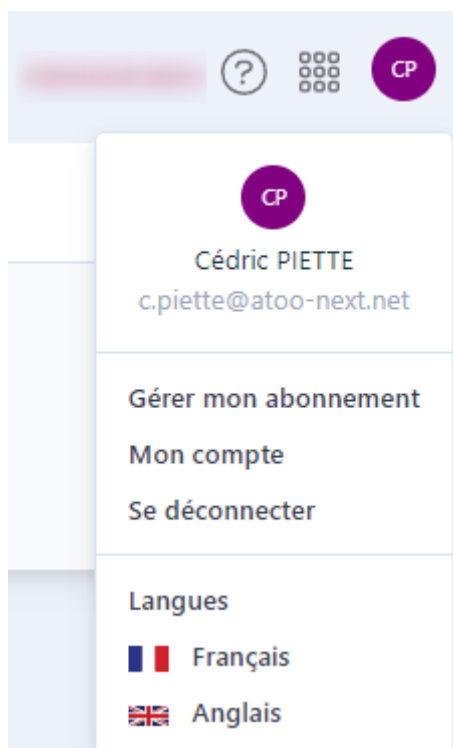 CP
CP
Cédric PIETTE
c.piette@atoo-next.net
Gérer mon abonnement
Mon compte
Se déconnecter
Langues
Français
Anglais